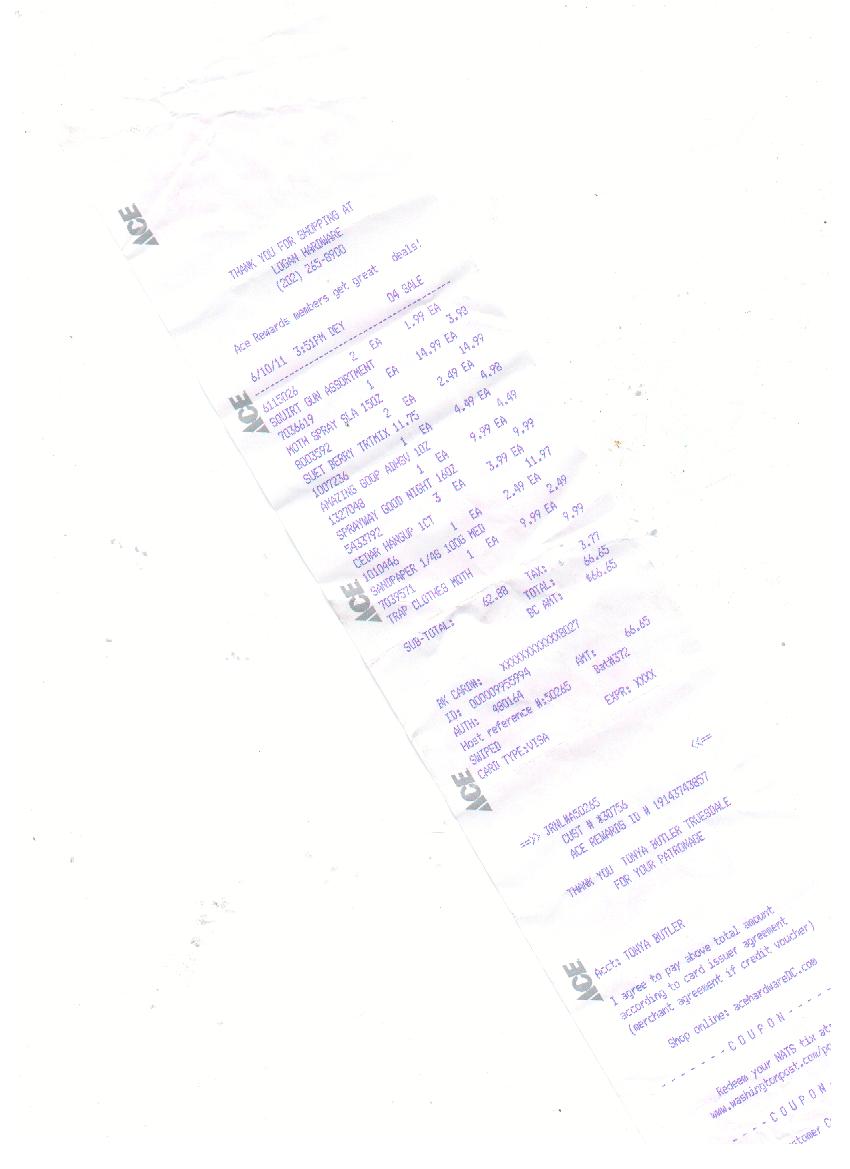 ACE
THANK YOU FOR SHOPPING AT
LOGAN HARDWARE
(202) 265-8900
Ace Rewards members get great deals!
6/10/11 3:51PM DEY 04 SALE
ACE
6115026 2 EA 1.99 EA
SQUIRT GUN ASSORTMENT 3.98
7036619 1 EA 14.99 EA
MOTH SPRAY SLA 15OZ 14.99
8003592 2 EA 2.49 EA
SUET BERRY TRTMIX 11.75 4.98
1007236 1 EA 4.49 EA
AMAZING GOOP ADHSV 1OZ 4.49
1327048 1 EA 9.99 EA
SPRAYWAY GOOD NIGHT 16OZ 9.99
5433792 3 EA 3.99 EA
CEDAR HANGUP 1CT 11.97
1010446 1 EA 2.49 EA
SANDPAPER 1/4S 100G MED 2.49
7039571 1 EA 9.99 EA
TRAP CLOTHES MOTH 9.99
ACE
SUB-TOTAL: 62.88 TAX: 3.77
TOTAL: 66.65
BC AMT: $66.65
BK CARD#: XXXXXXXXXXXX8027
ID: 000009955994 AMT: 66.65
AUTH: 480164
Host reference #:50265 Bat#372
SWIPED
CARD TYPE:VISA EXPR: XXXX
ACE
==>> JRNL#A50265 <<==
CUST # *30756
ACE REWARDS ID # 19143743857
THANK YOU TONYA BUTLER TRUESDALE
FOR YOUR PATRONAGE
ACE
Acct: TONYA BUTLER
I agree to pay above total amount
according to card issuer agreement
(merchant agreement if credit voucher)
Shop online: acehardwareDC.com
- - - - - - - C O U P O N - - - - -
Redeem your NATS tix at
www.washingtonpost.com/po
- - - - C O U P O N -
stomer C